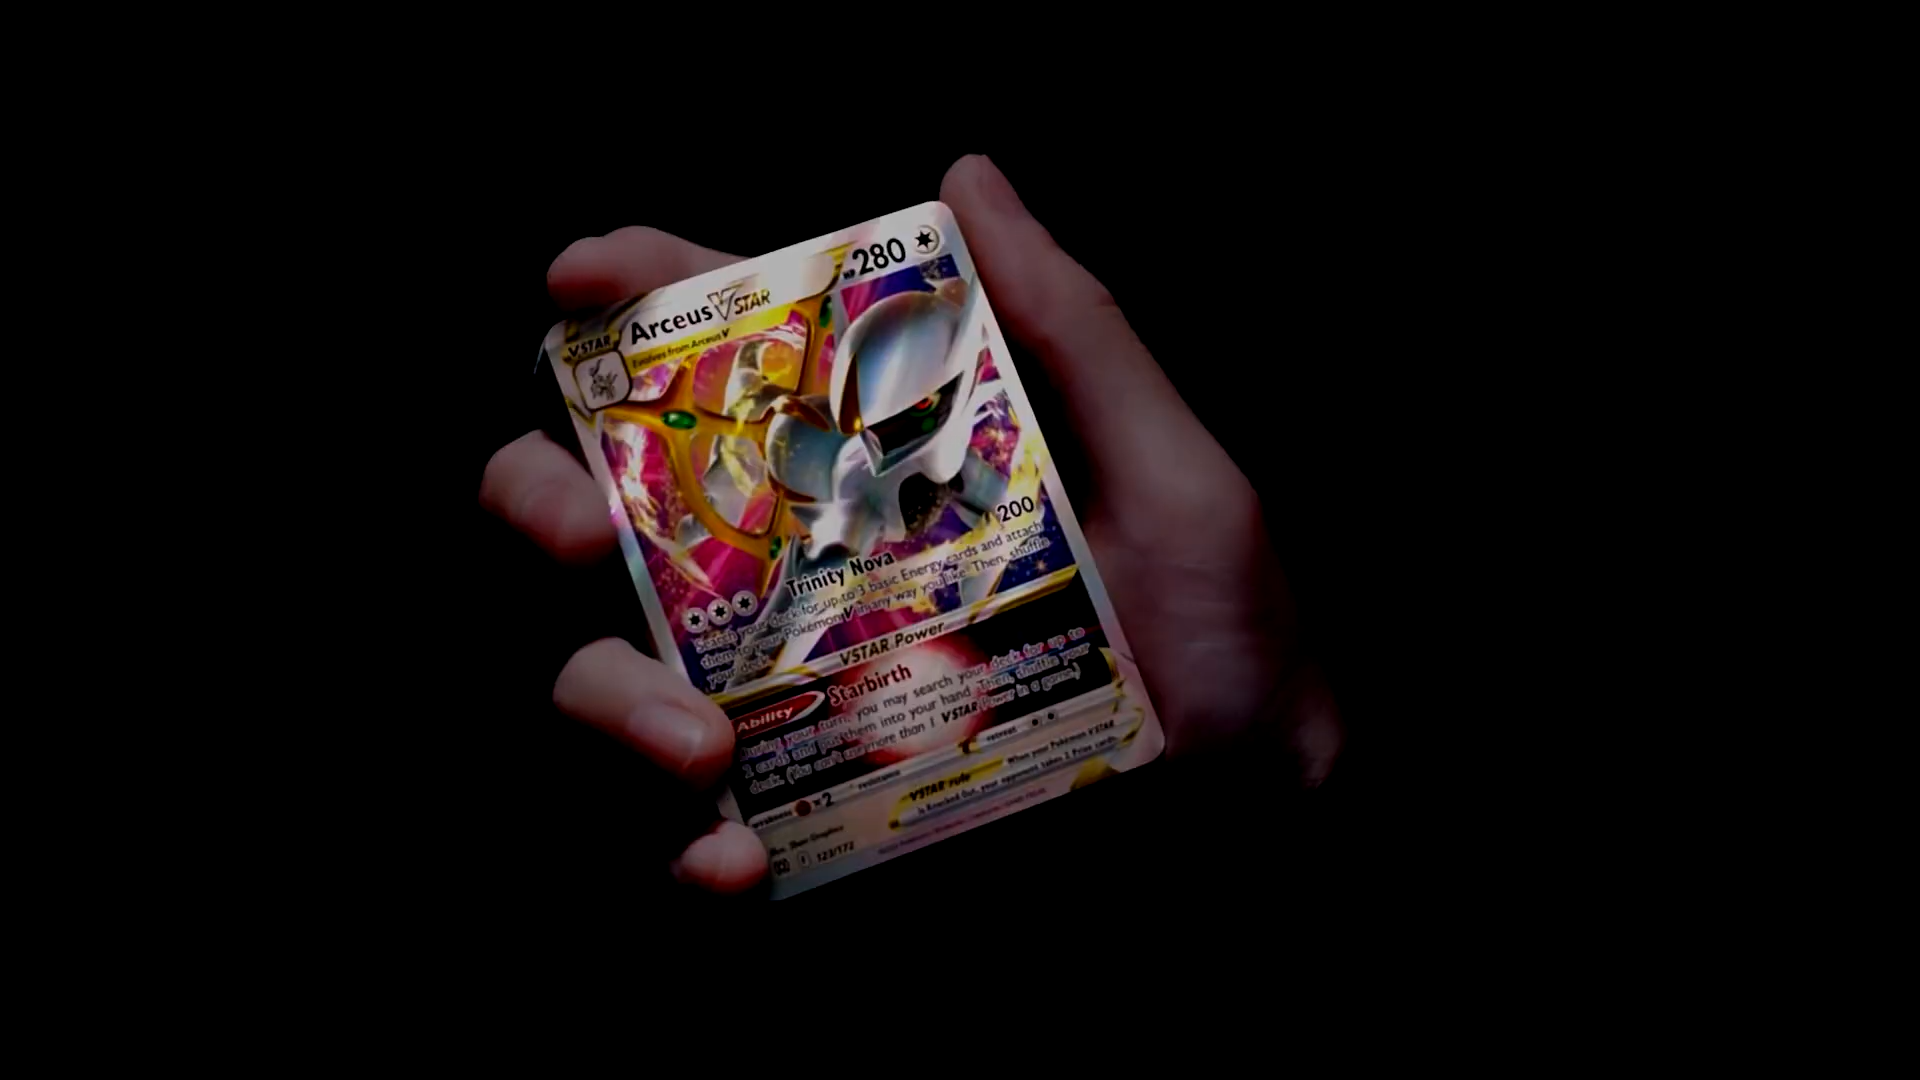 Arceus VSTAR
HP 280
VSTAR
Evolves from Arceus V
Trinity Nova 200
Search your deck for up to 3 basic Energy cards and attach
them to your Pokémon V in any way you like. Then, shuffle
your deck.
VSTAR Power
Ability Starbirth
During your turn, you may search your deck for up to
2 cards and put them into your hand. Then, shuffle your
deck. (You can't use more than 1 VSTAR Power in a game.)
weakness ×2 resistance retreat
VSTAR rule When your Pokémon VSTAR
is Knocked Out, your opponent takes 2 Prize cards.
F 123/172